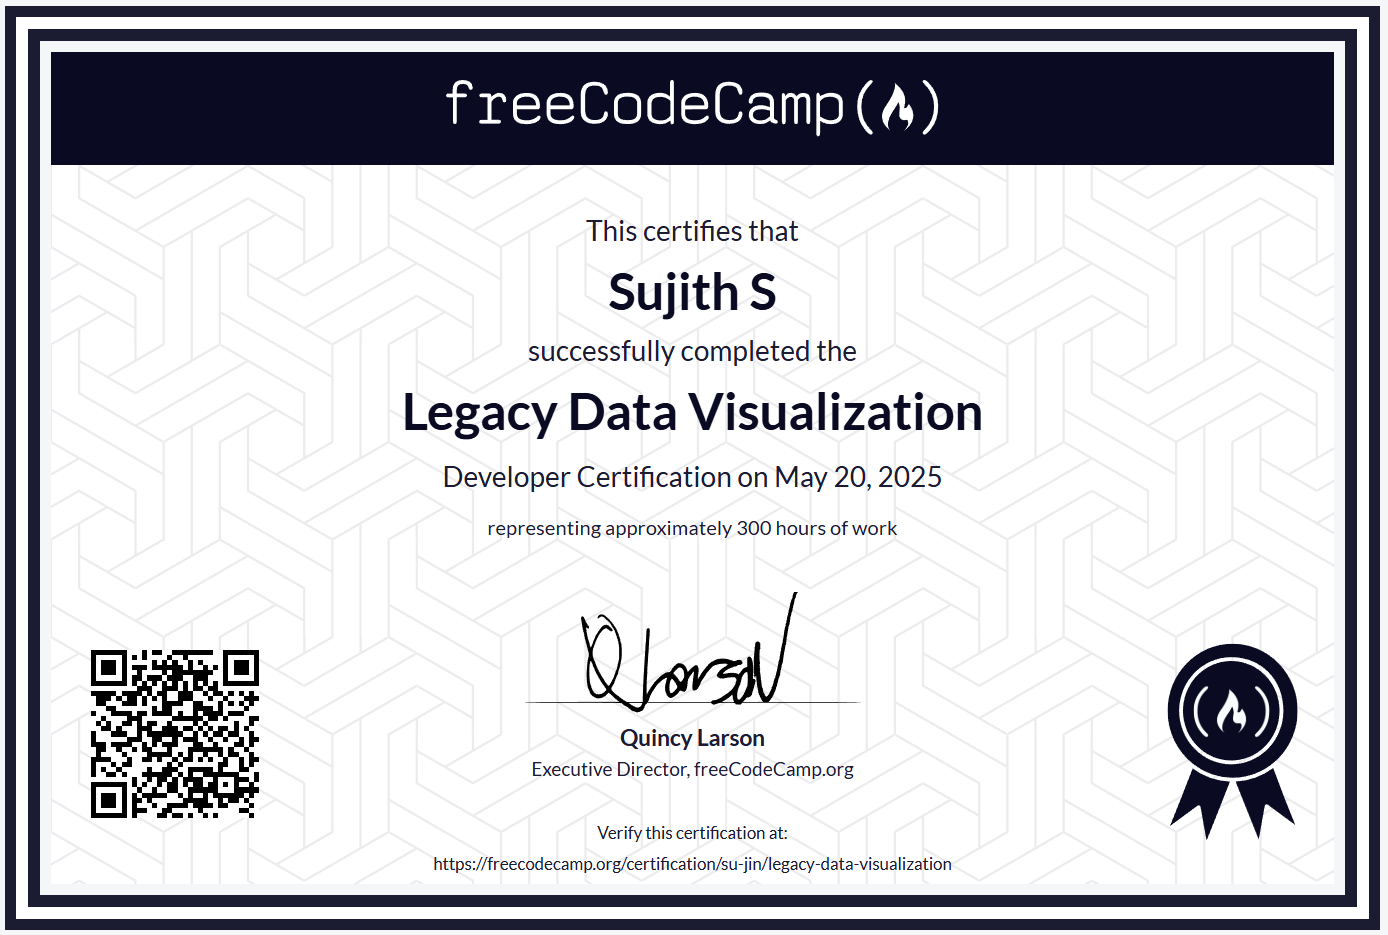 freeCodeCamp
This certifies that
Sujith S
successfully completed the
Legacy Data Visualization
Developer Certification on May 20, 2025
representing approximately 300 hours of work
Q Larson
Quincy Larson
Executive Director, freeCodeCamp.org
Verify this certification at:
https://freecodecamp.org/certification/su-jin/legacy-data-visualization